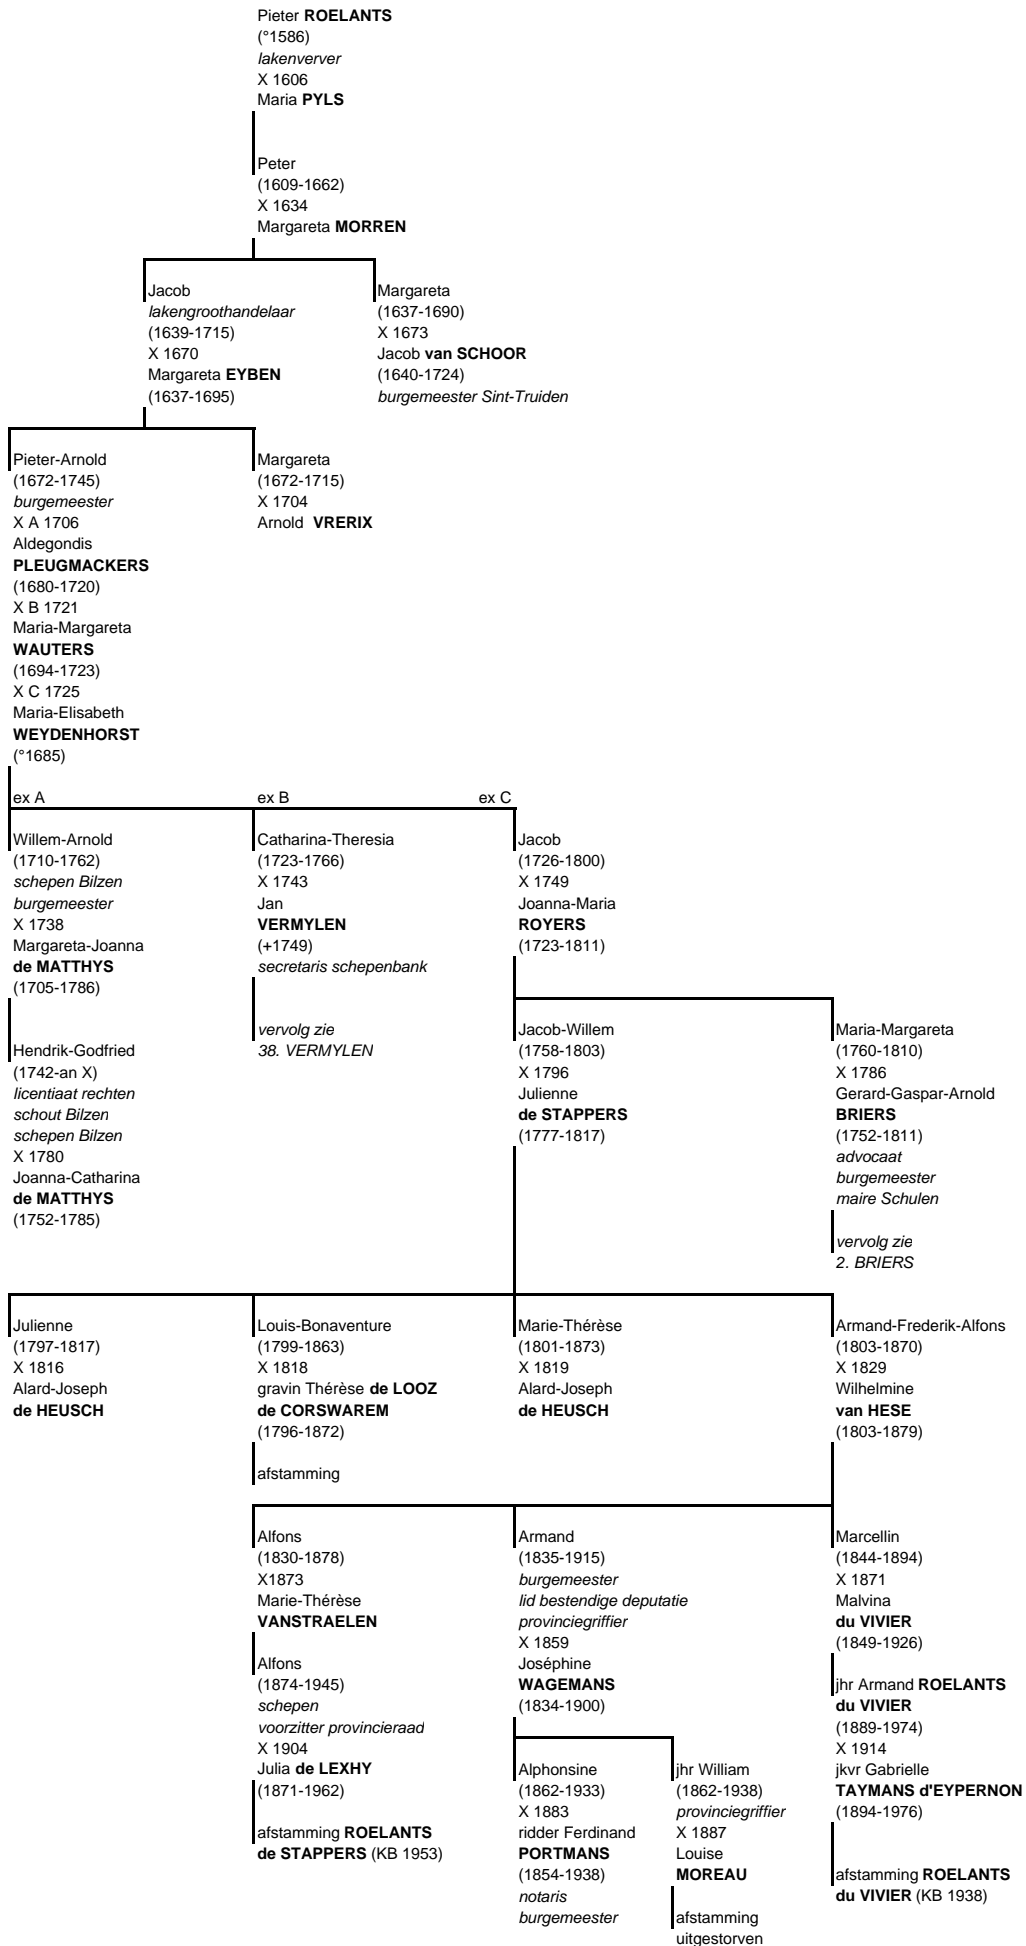 Pieter ROELANTS
(°1586)
lakenverver
X 1606
Maria PYLS
Peter
(1609-1662)
X 1634
Margareta MORREN
Jacob
lakengroothandelaar
(1639-1715)
X 1670
Margareta EYBEN
(1637-1695)
Margareta
(1637-1690)
X 1673
Jacob van SCHOOR
(1640-1724)
burgemeester Sint-Truiden
Pieter-Arnold
(1672-1745)
burgemeester
X A 1706
Aldegondis
PLEUGMACKERS
(1680-1720)
X B 1721
Maria-Margareta
WAUTERS
(1694-1723)
X C 1725
Maria-Elisabeth
WEYDENHORST
(°1685)
Margareta
(1672-1715)
X 1704
Arnold VRERIX
ex A
ex B
ex C
Willem-Arnold
(1710-1762)
schepen Bilzen
burgemeester
X 1738
Margareta-Joanna
de MATTHYS
(1705-1786)
Catharina-Theresia
(1723-1766)
X 1743
Jan
VERMYLEN
(+1749)
secretaris schepenbank
vervolg zie
38. VERMYLEN
Jacob
(1726-1800)
X 1749
Joanna-Maria
ROYERS
(1723-1811)
Hendrik-Godfried
(1742-an X)
licentiaat rechten
schout Bilzen
schepen Bilzen
X 1780
Joanna-Catharina
de MATTHYS
(1752-1785)
Jacob-Willem
(1758-1803)
X 1796
Julienne
de STAPPERS
(1777-1817)
Maria-Margareta
(1760-1810)
X 1786
Gerard-Gaspar-Arnold
BRIERS
(1752-1811)
advocaat
burgemeester
maire Schulen
vervolg zie
2. BRIERS
Julienne
(1797-1817)
X 1816
Alard-Joseph
de HEUSCH
Louis-Bonaventure
(1799-1863)
X 1818
gravin Thérèse de LOOZ
de CORSWAREM
(1796-1872)
afstamming
Marie-Thérèse
(1801-1873)
X 1819
Alard-Joseph
de HEUSCH
Armand-Frederik-Alfons
(1803-1870)
X 1829
Wilhelmine
van HESE
(1803-1879)
Alfons
(1830-1878)
X1873
Marie-Thérèse
VANSTRAELEN
Alfons
(1874-1945)
schepen
voorzitter provincieraad
X 1904
Julia de LEXHY
(1871-1962)
afstamming ROELANTS
de STAPPERS (KB 1953)
Armand
(1835-1915)
burgemeester
lid bestendige deputatie
provinciegriffier
X 1859
Joséphine
WAGEMANS
(1834-1900)
Alphonsine
(1862-1933)
X 1883
ridder Ferdinand
PORTMANS
(1854-1938)
notaris
burgemeester
jhr William
(1862-1938)
provinciegriffier
X 1887
Louise
MOREAU
afstamming
uitgestorven
Marcellin
(1844-1894)
X 1871
Malvina
du VIVIER
(1849-1926)
jhr Armand ROELANTS
du VIVIER
(1889-1974)
X 1914
jkvr Gabrielle
TAYMANS d'EYPERNON
(1894-1976)
afstamming ROELANTS
du VIVIER (KB 1938)